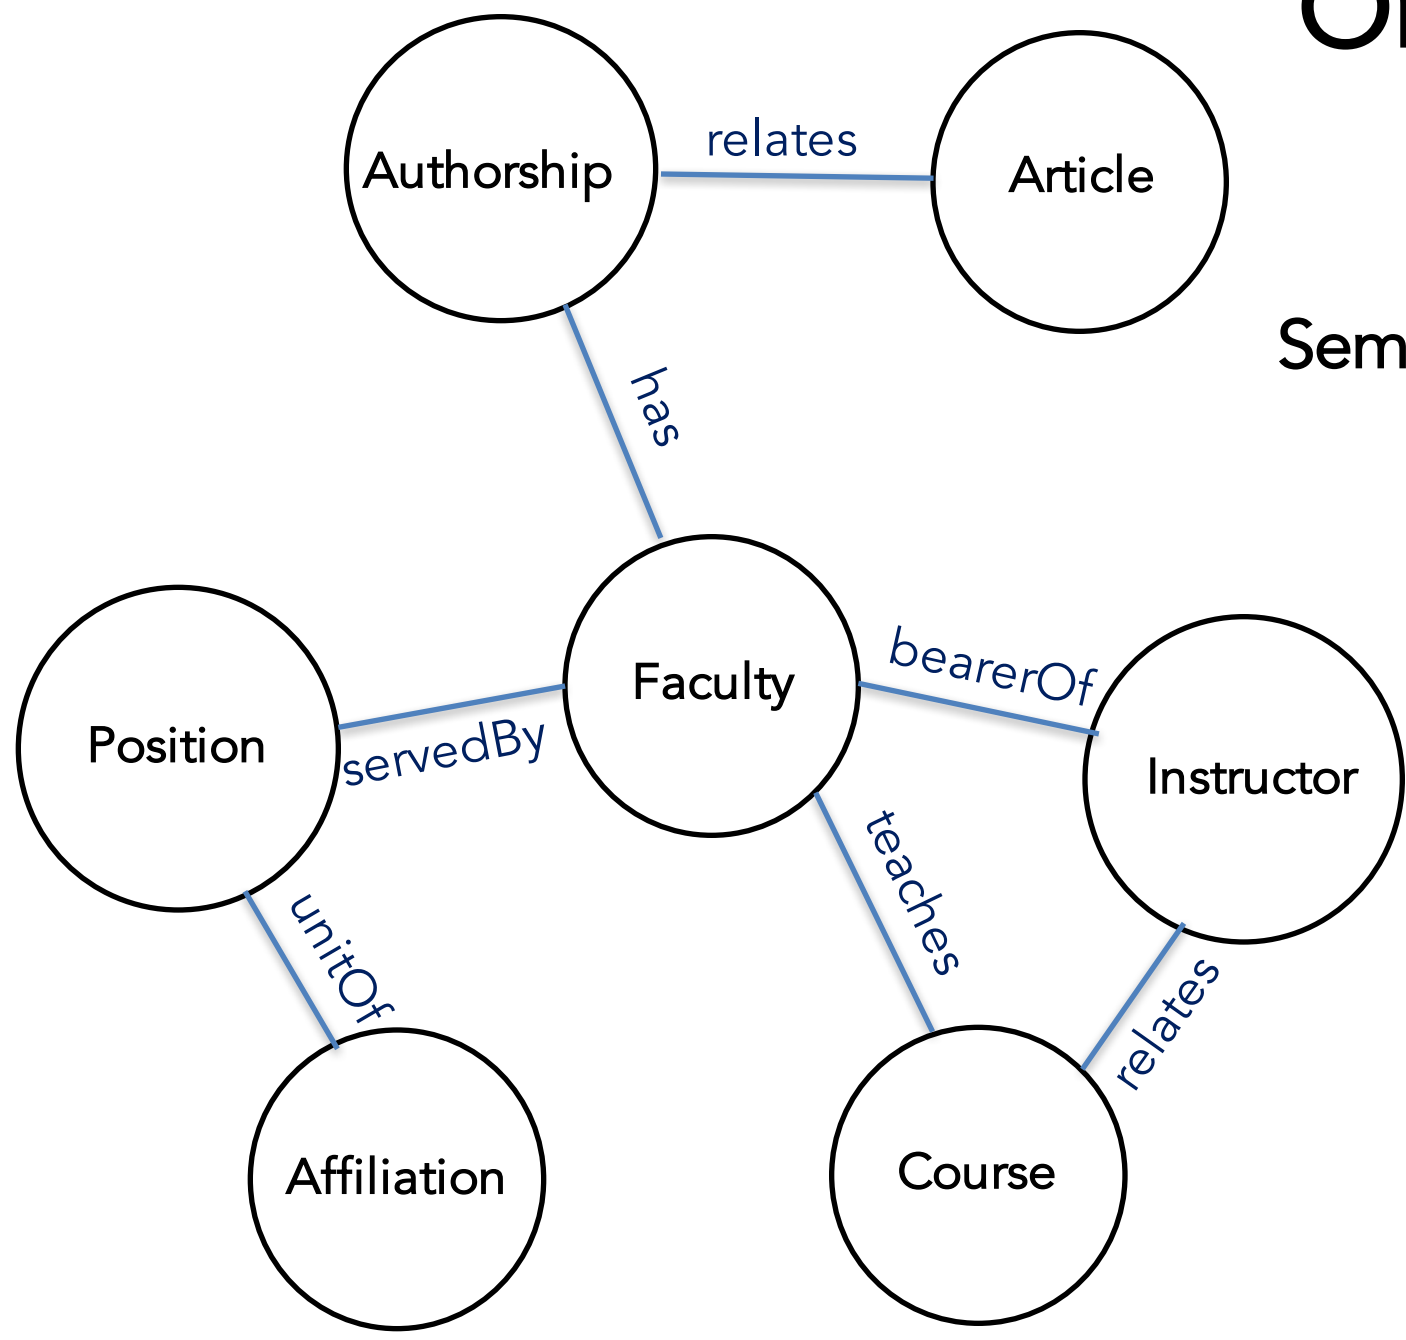 Authorship
relates
Article
Sem
has
Faculty
bearerOf
Position
servedBy
Instructor
teaches
unitOf
relates
Affiliation
Course